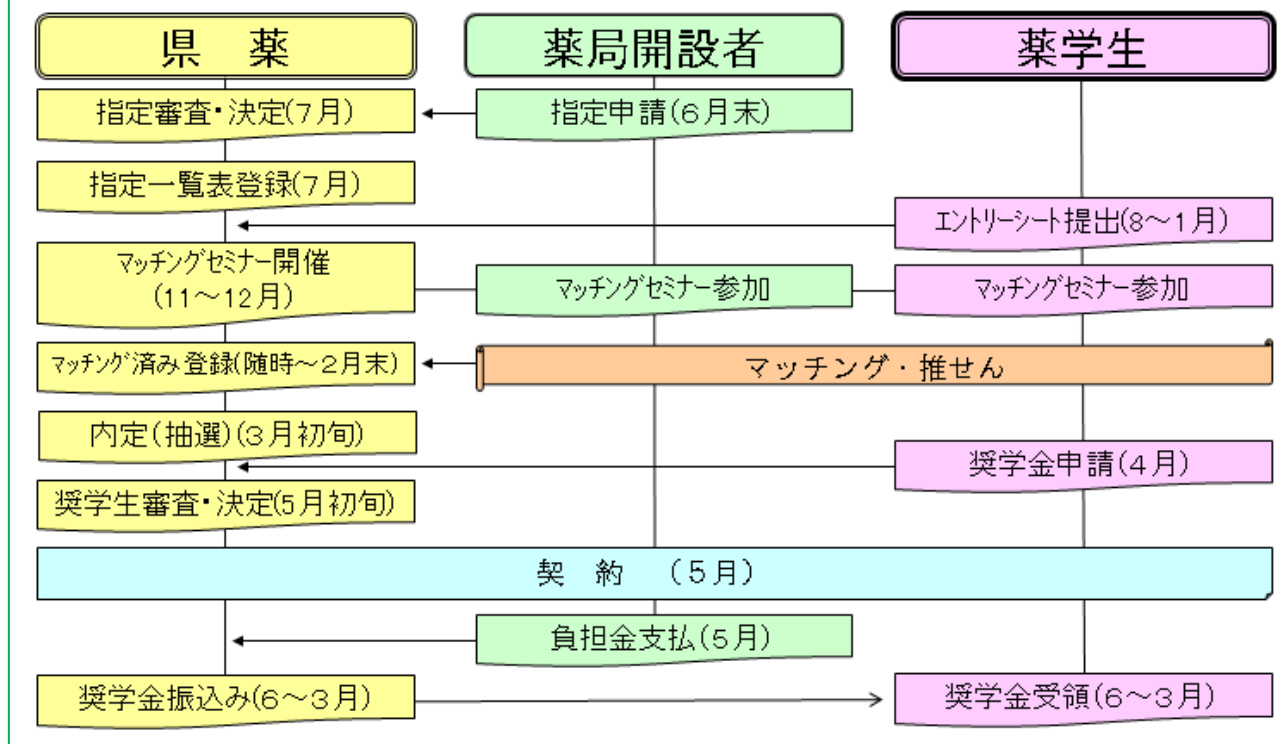 県　薬
薬局開設者
薬学生
指定審査・決定(7月)
指定申請(6月末)
指定一覧表登録(7月)
エントリーシート提出(8～1月)
マッチングセミナー開催
(11～12月)
マッチングセミナー参加
マッチングセミナー参加
マッチング済み登録(随時～2月末)
マッチング・推せん
内定(抽選)(3月初旬)
奨学金申請(4月)
奨学生審査・決定(5月初旬)
契　約　(5月)
負担金支払(5月)
奨学金振込み(6～3月)
奨学金受領(6～3月)